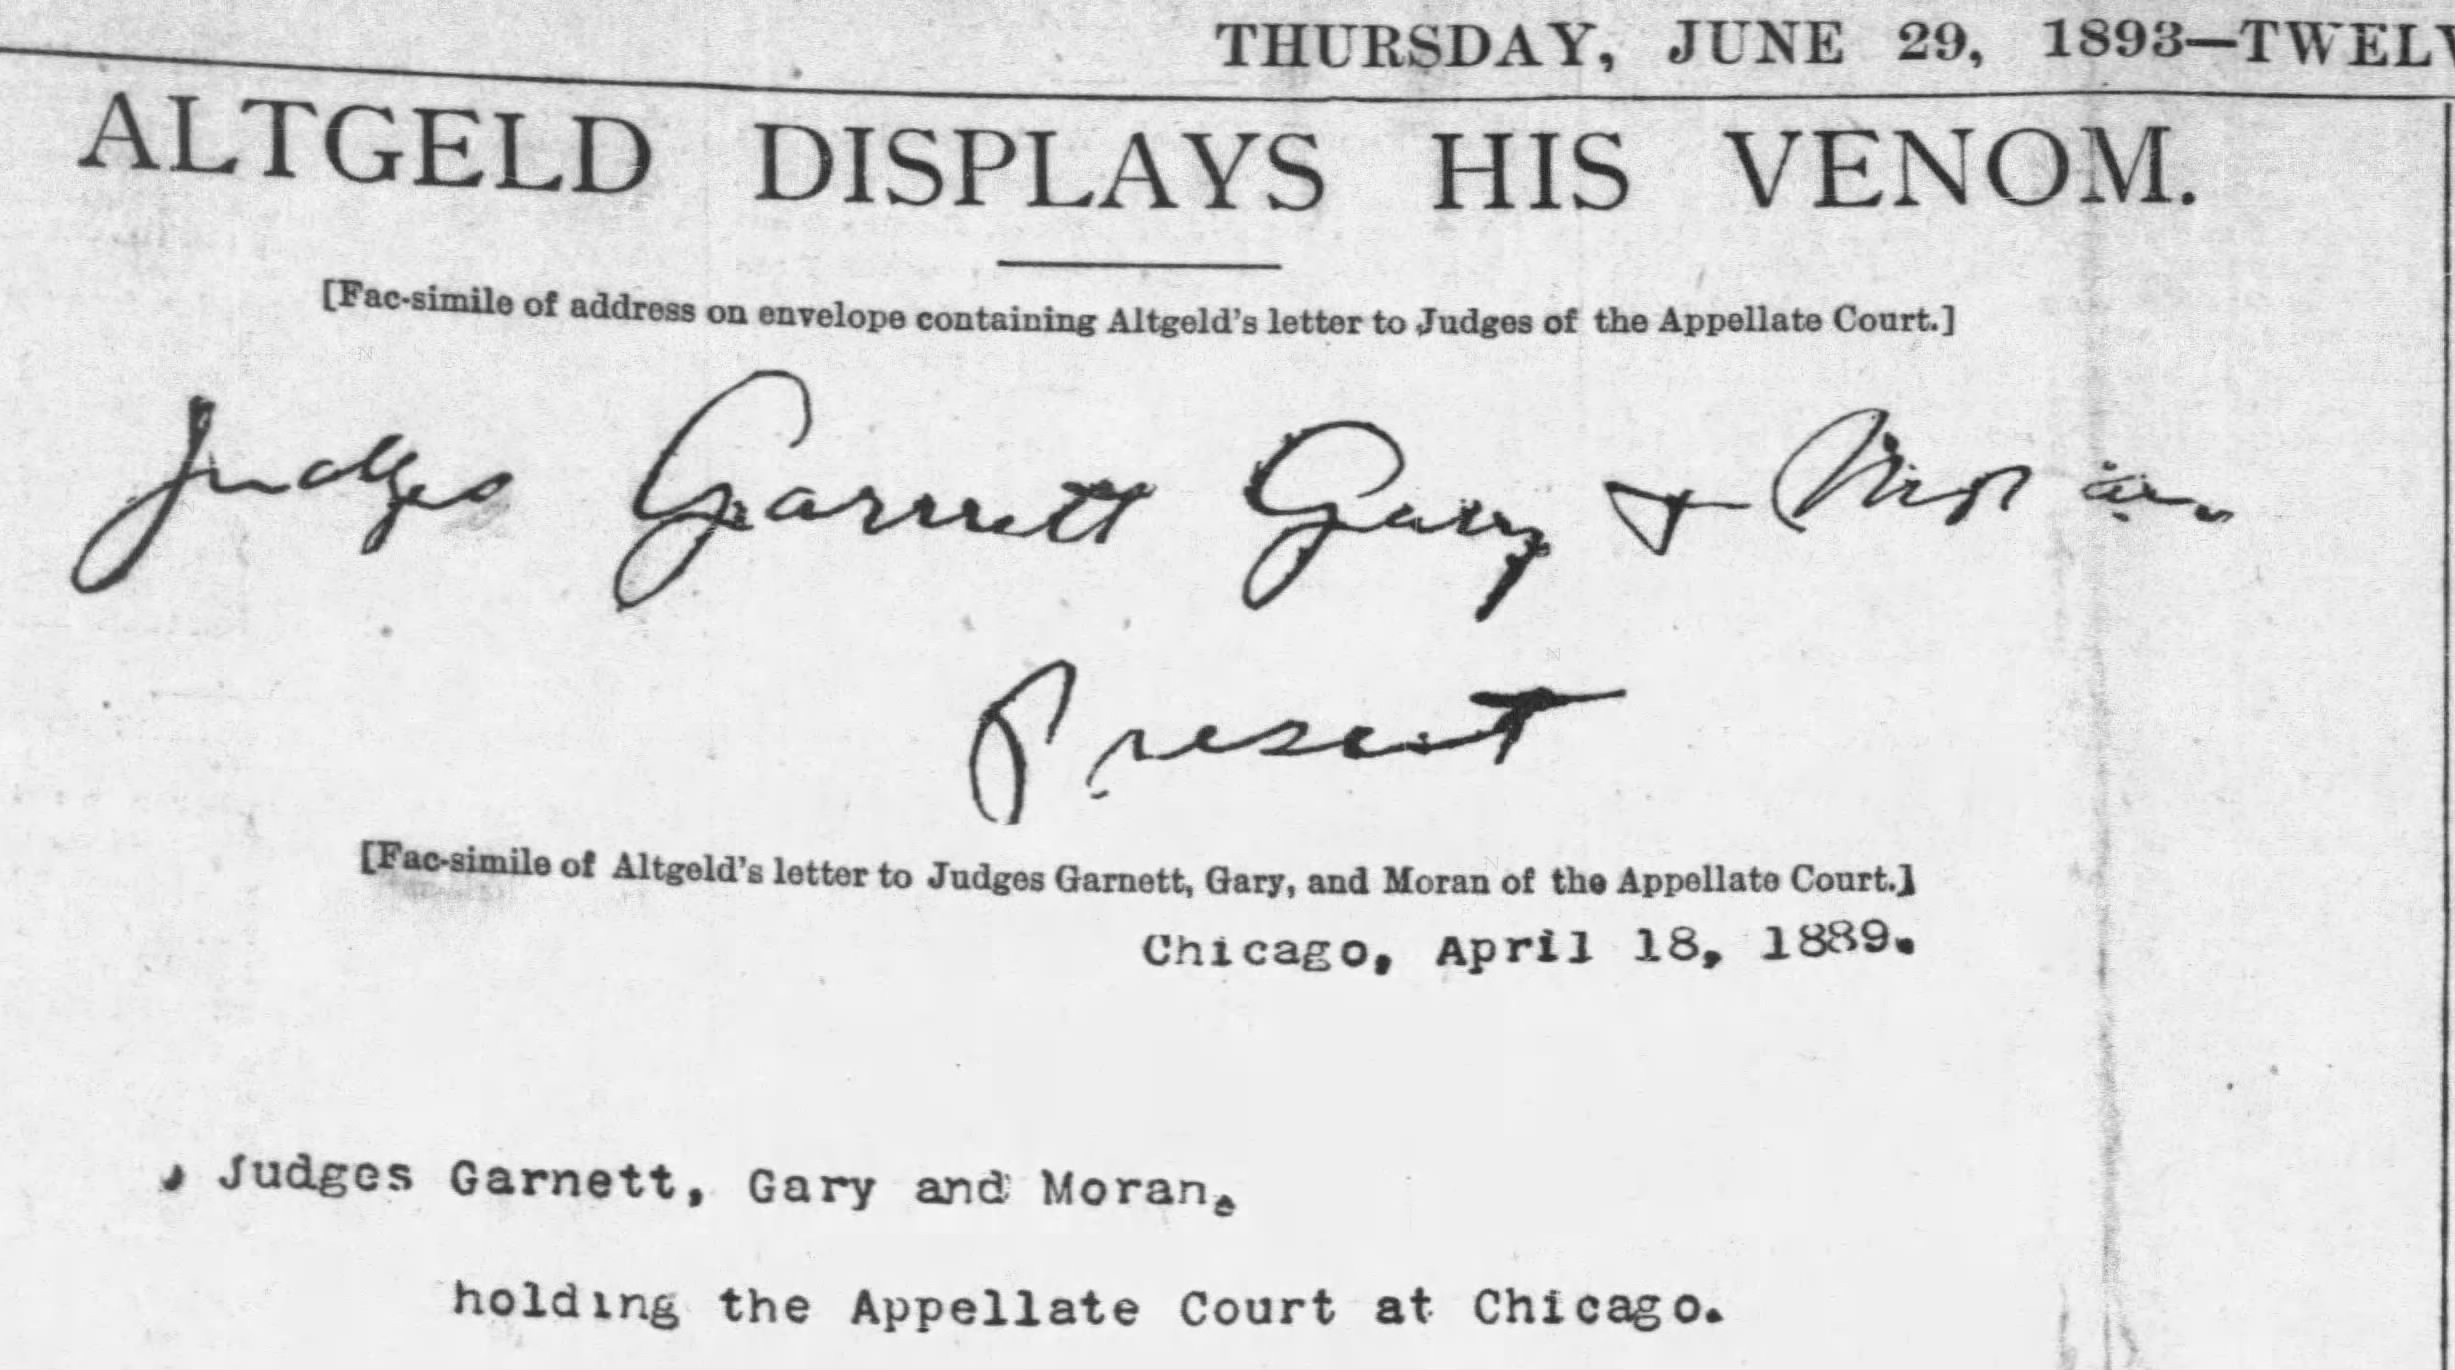 THURSDAY, JUNE 29, 1893—TWELV
ALTGELD DISPLAYS HIS VENOM.
[Fac-simile of address on envelope containing Altgeld's letter to Judges of the Appellate Court.]
Judges Garnett Gary & Moran
Present
[Fac-simile of Altgeld's letter to Judges Garnett, Gary, and Moran of the Appellate Court.]
Chicago, April 18, 1889.
Judges Garnett, Gary and Moran,
holding the Appellate Court at Chicago.